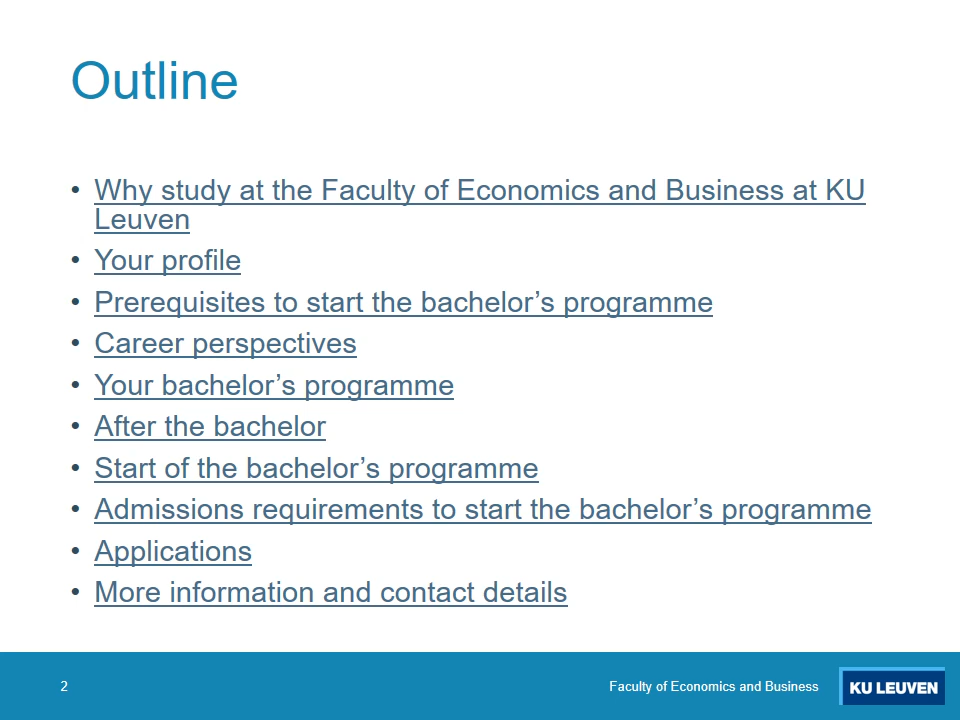 Outline
• Why study at the Faculty of Economics and Business at KU
Leuven
• Your profile
• Prerequisites to start the bachelor’s programme
• Career perspectives
• Your bachelor’s programme
• After the bachelor
• Start of the bachelor’s programme
• Admissions requirements to start the bachelor’s programme
• Applications
• More information and contact details
2
Faculty of Economics and Business
KU LEUVEN